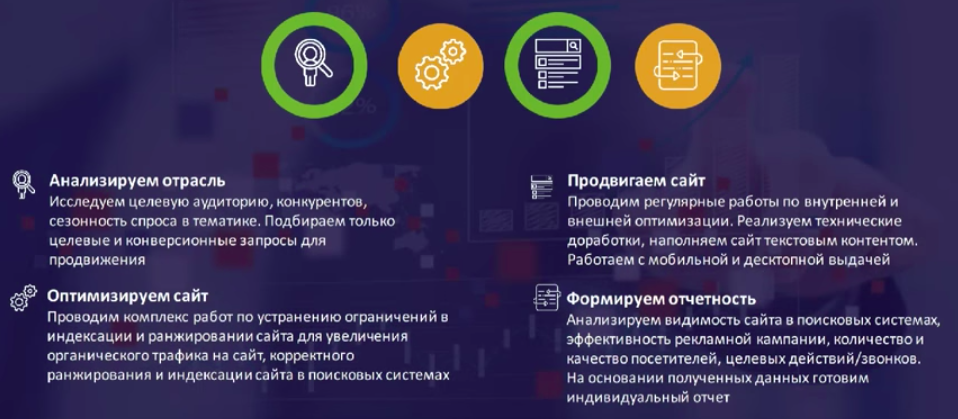 Анализируем отрасль
Исследуем целевую аудиторию, конкурентов,
сезонность спроса в тематике. Подбираем только
целевые и конверсионные запросы для
продвижения
Оптимизируем сайт
Проводим комплекс работ по устранению ограничений в
индексации и ранжировании сайта для увеличения
органического трафика на сайт, корректного
ранжирования и индексации сайта в поисковых системах
Продвигаем сайт
Проводим регулярные работы по внутренней и
внешней оптимизации. Реализуем технические
доработки, наполняем сайт текстовым контентом.
Работаем с мобильной и десктопной выдачей
Формируем отчетность
Анализируем видимость сайта в поисковых системах,
эффективность рекламной кампании, количество и
качество посетителей, целевых действий/звонков.
На основании полученных данных готовим
индивидуальный отчет